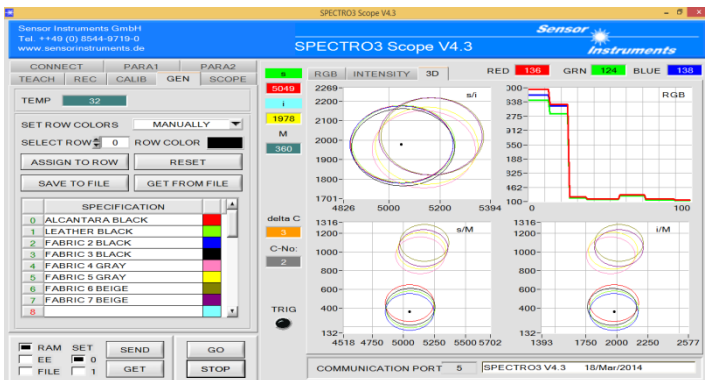 SPECTRO3 Scope V4.3
Sensor Instruments GmbH
Tel. ++49 (0) 8544-9719-0
www.sensorinstruments.de
SPECTRO3 Scope V4.3
Sensor
Instruments
CONNECT PARA1 PARA2
TEACH REC CALIB GEN SCOPE
TEMP 32
SET ROW COLORS MANUALLY
SELECT ROW 0 ROW COLOR
ASSIGN TO ROW RESET
SAVE TO FILE GET FROM FILE
SPECIFICATION
0 ALCANTARA BLACK
1 LEATHER BLACK
2 FABRIC 2 BLACK
3 FABRIC 3 BLACK
4 FABRIC 4 GRAY
5 FABRIC 5 GRAY
6 FABRIC 6 BEIGE
7 FABRIC 7 BEIGE
8
RAM SET SEND GO
EE 0
FILE 1 GET STOP
s
5049
i
1978
M
360
delta C
3
C-No:
2
TRIG
RGB INTENSITY 3D
RED 136 GRN 124 BLUE 138
s/i
2269-
2200-
2100-
2000-
1900-
1800-
1701-
4826 5000 5200 5394
RGB
300-
338-
275-
912-
550-
188-
925-
462-
100-
0 100
s/M
1316-
1200-
1000-
800-
600-
400-
132-
4518 4750 5000 5250 5500 5702
i/M
1316-
1200-
1000-
800-
600-
400-
132-
1393 1750 2000 2250 2577
COMMUNICATION PORT 5 SPECTRO3 V4.3 18/Mar/2014